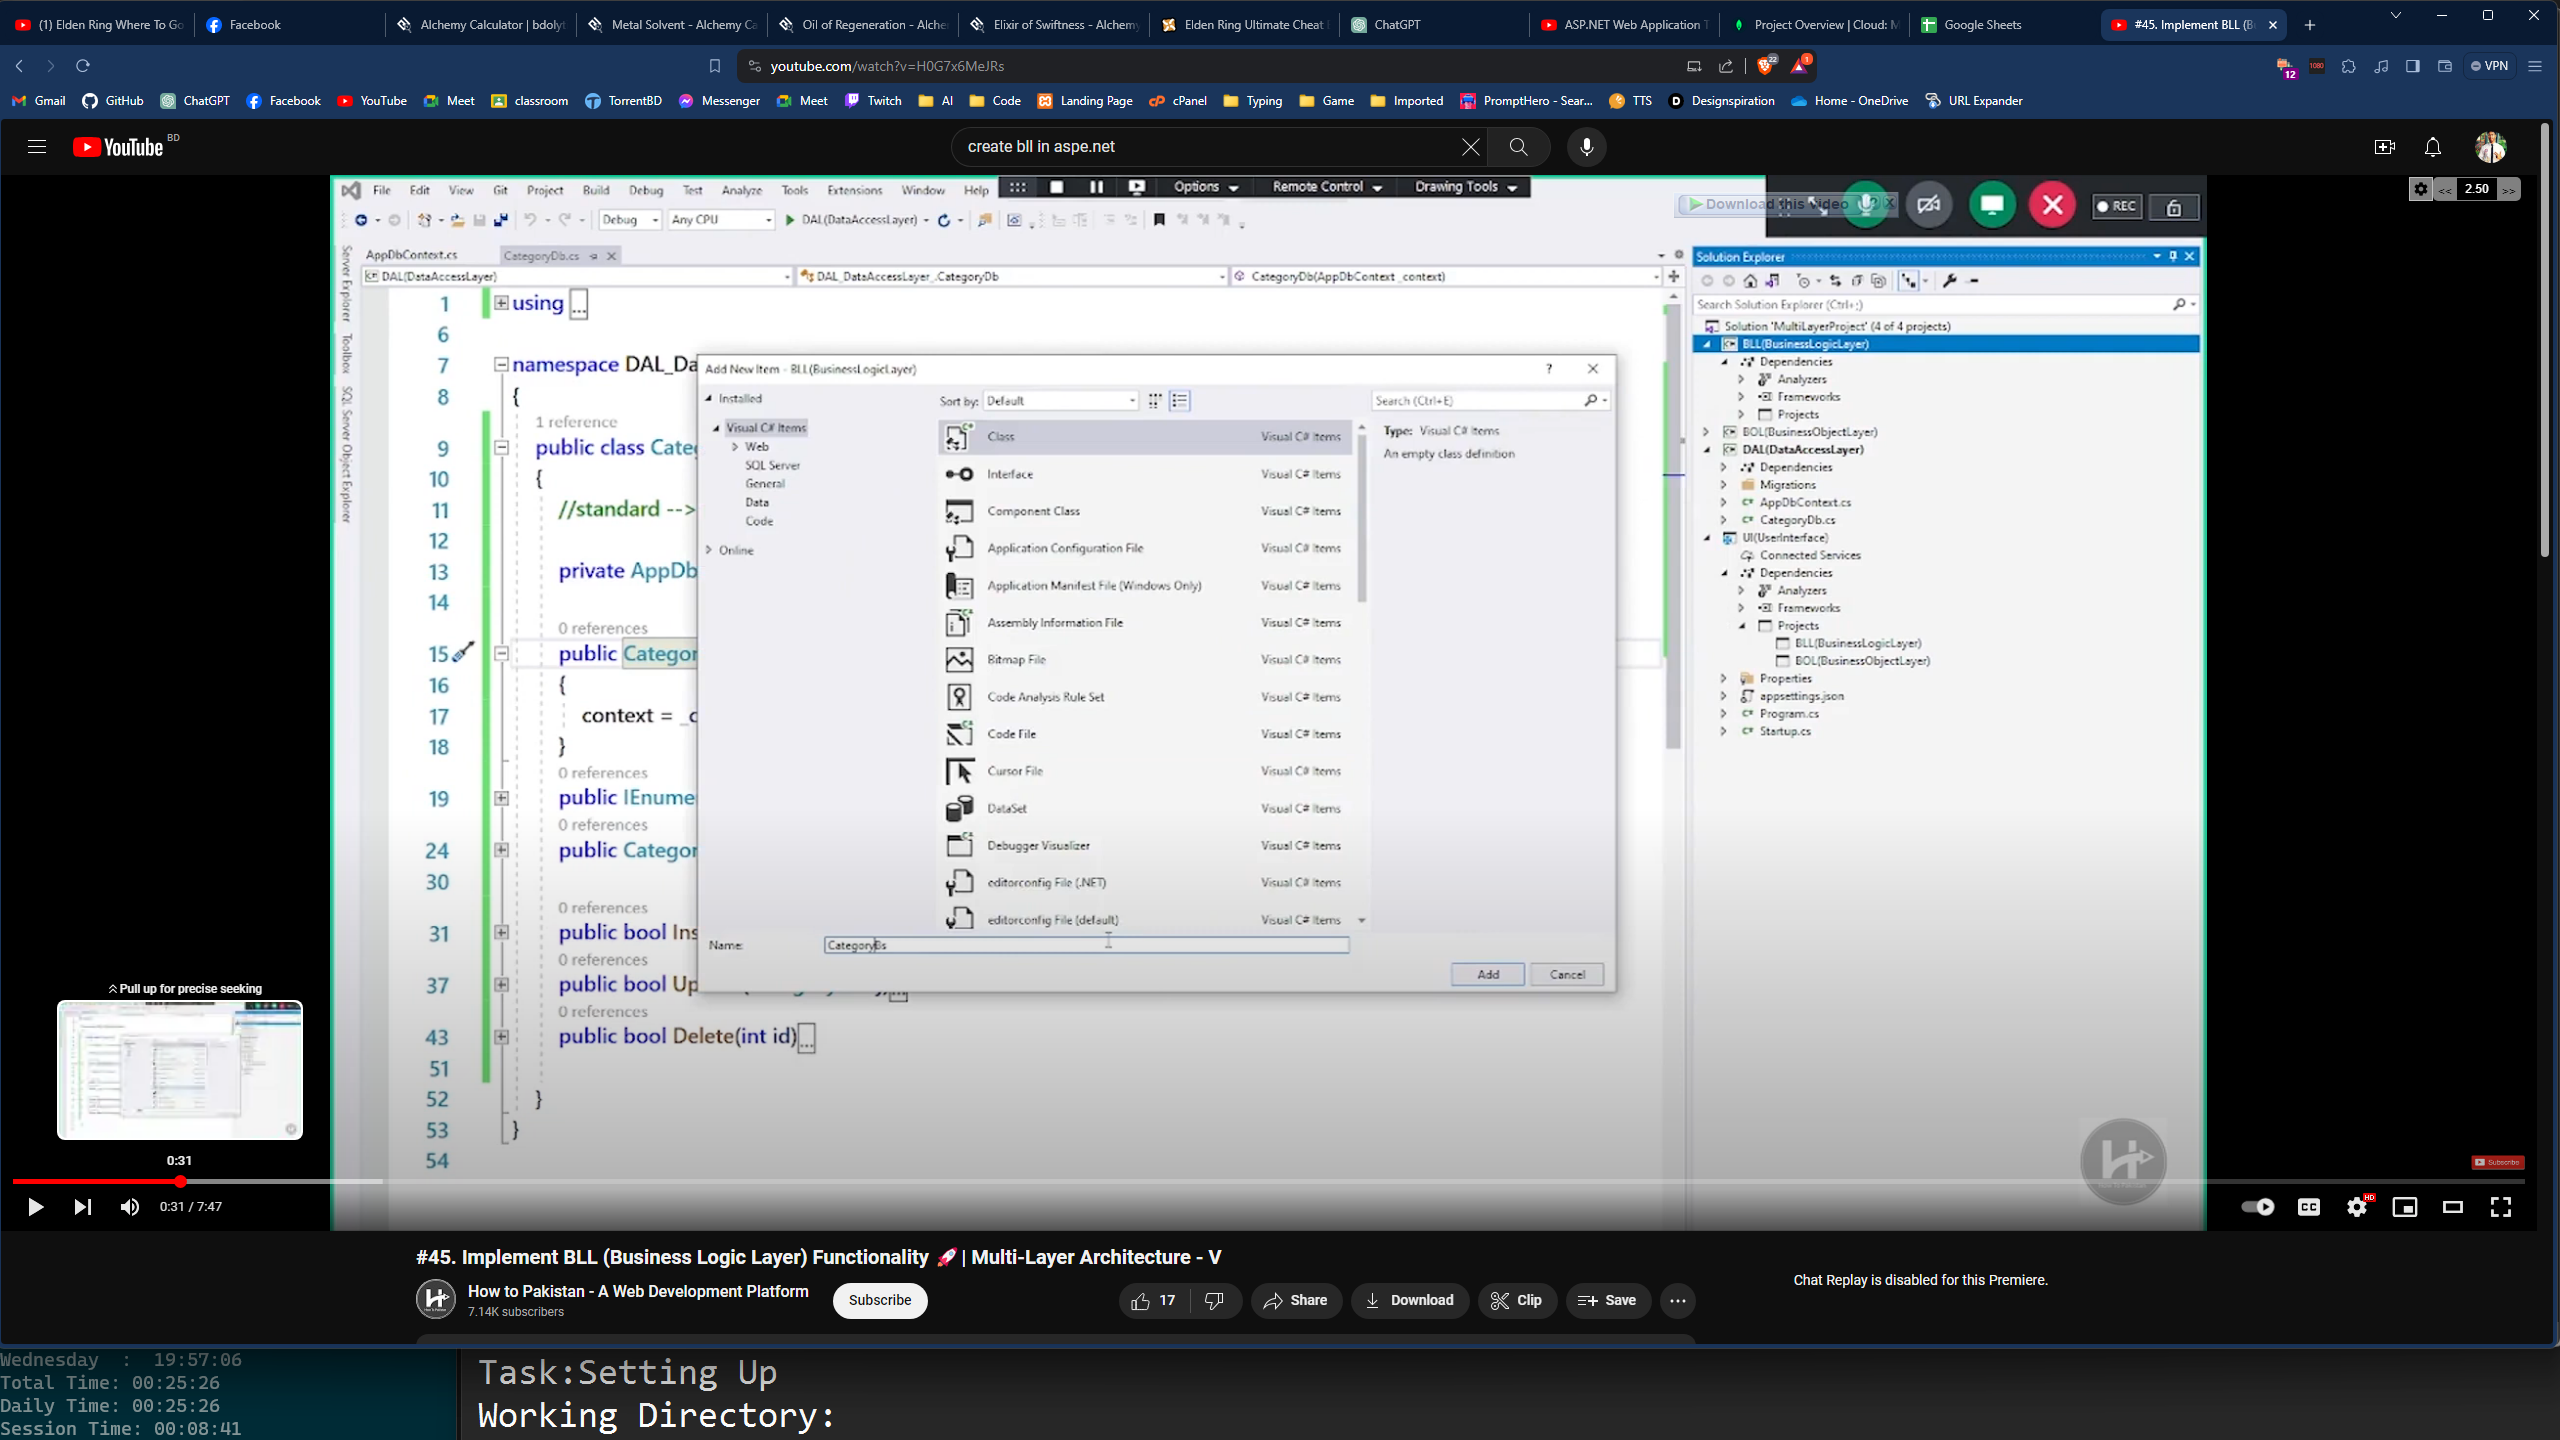 (1) Elden Ring Where To Go
Facebook
Alchemy Calculator | bdolyt
Metal Solvent - Alchemy Ca
Oil of Regeneration - Alche
Elixir of Swiftness - Alchemy
Elden Ring Ultimate Cheat
ChatGPT
ASP.NET Web Application T
Project Overview | Cloud: M
Google Sheets
#45. Implement BLL (B
youtube.com/watch?v=H0G7x6MeJRs
22
1
12
1080
VPN
Gmail
GitHub
ChatGPT
Facebook
YouTube
Meet
classroom
TorrentBD
Messenger
Meet
Twitch
AI
Code
Landing Page
cPanel
Typing
Game
Imported
PromptHero - Sear...
TTS
Designspiration
Home - OneDrive
URL Expander
YouTube BD
create bll in aspe.net
File Edit View Git Project Build Debug Test Analyze Tools Extensions Window Help
Options
Remote Control
Drawing Tools
Download this video
REC
<< 2.50 >>
Debug
Any CPU
DAL(DataAccessLayer)
Server Explorer
Toolbox
SQL Server Object Explorer
AppDbContext.cs
CategoryDb.cs
DAL(DataAccessLayer)
DAL_DataAccessLayer_.CategoryDb
CategoryDb(AppDbContext _context)
1 using ...
6
7 namespace DAL_Da
8 {
1 reference
9 public class Categ
10 {
11 //standard -->
12
13 private AppDb
14
0 references
15 public Categor
16 {
17 context = _c
18 }
0 references
19 public IEnume
0 references
24 public Categor
30
0 references
31 public bool Ins
0 references
37 public bool Up
0 references
43 public bool Delete(int id)...
51
52 }
53 }
54
Add New Item - BLL(BusinessLogicLayer)
?
Installed
Visual C# Items
Web
SQL Server
General
Data
Code
Online
Sort by: Default
Search (Ctrl+E)
Class Visual C# Items
Interface Visual C# Items
Component Class Visual C# Items
Application Configuration File Visual C# Items
Application Manifest File (Windows Only) Visual C# Items
Assembly Information File Visual C# Items
Bitmap File Visual C# Items
Code Analysis Rule Set Visual C# Items
Code File Visual C# Items
Cursor File Visual C# Items
DataSet Visual C# Items
Debugger Visualizer Visual C# Items
editorconfig File (.NET) Visual C# Items
editorconfig File (default) Visual C# Items
Type: Visual C# Items
An empty class definition
Name: CategoryBs
Add
Cancel
Solution Explorer
Search Solution Explorer (Ctrl+;)
Solution 'MultiLayerProject' (4 of 4 projects)
BLL(BusinessLogicLayer)
Dependencies
Analyzers
Frameworks
Projects
BOL(BusinessObjectLayer)
DAL(DataAccessLayer)
Dependencies
Migrations
AppDbContext.cs
CategoryDb.cs
UI(UserInterface)
Connected Services
Dependencies
Analyzers
Frameworks
Projects
BLL(BusinessLogicLayer)
BOL(BusinessObjectLayer)
Properties
appsettings.json
Program.cs
Startup.cs
Pull up for precise seeking
0:31
Subscribe
0:31 / 7:47
CC
HD
#45. Implement BLL (Business Logic Layer) Functionality 🚀 | Multi-Layer Architecture - V
How to Pakistan - A Web Development Platform
7.14K subscribers
Subscribe
17
Share
Download
Clip
Save
Chat Replay is disabled for this Premiere.
Wednesday : 19:57:06
Total Time: 00:25:26
Daily Time: 00:25:26
Session Time: 00:08:41
Task:Setting Up
Working Directory: